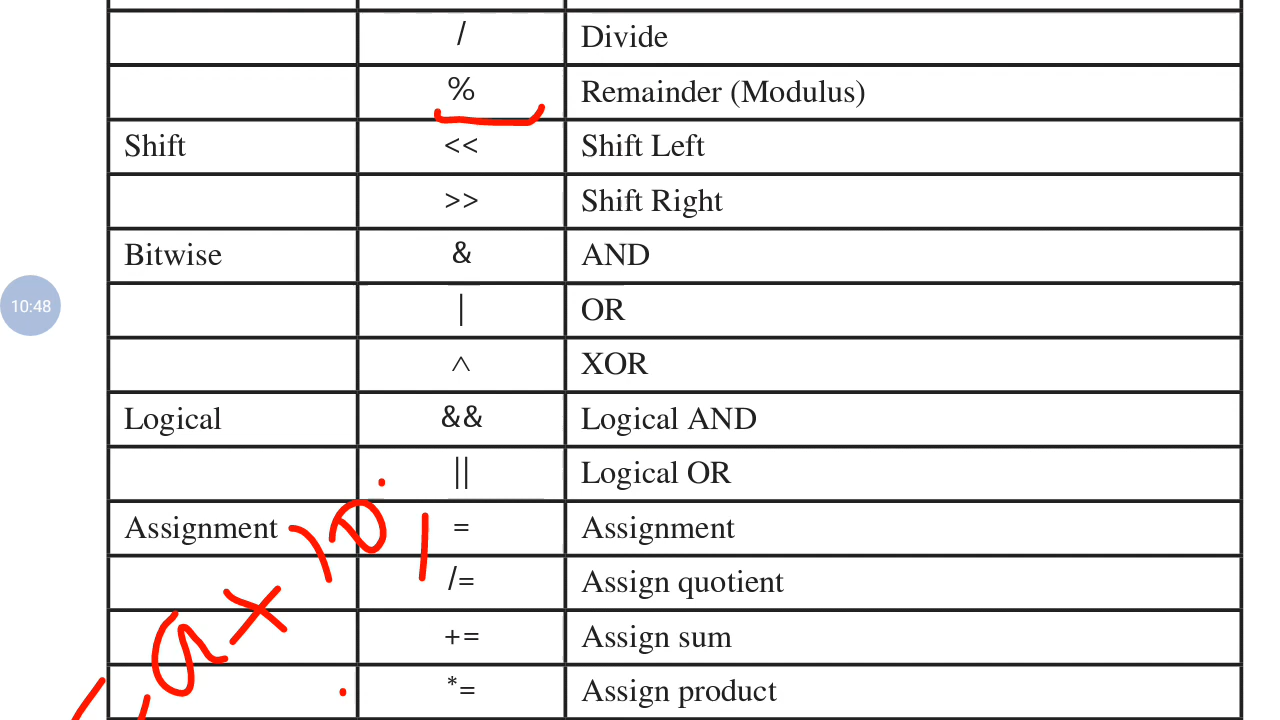 / Divide
% Remainder (Modulus)
Shift << Shift Left
>> Shift Right
Bitwise & AND
10:48
| OR
^ XOR
Logical && Logical AND
|| Logical OR
Assignment = Assignment
/= Assign quotient
+= Assign sum
*= Assign product
a × 10;